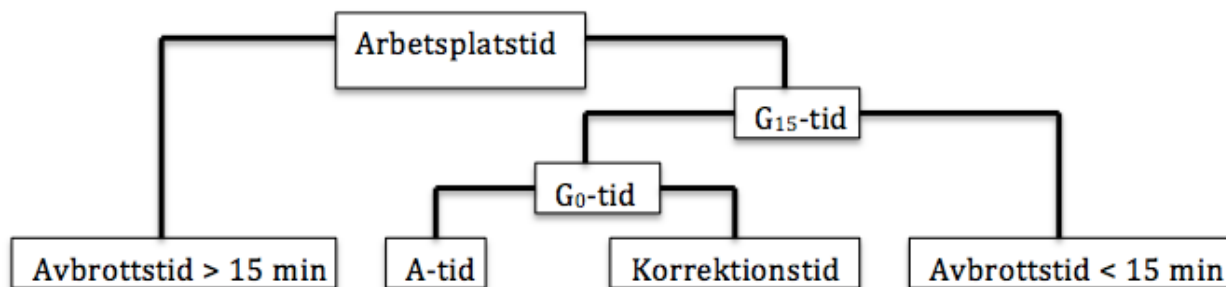 Arbetsplatstid
G₁₅-tid
G₀-tid
Avbrottstid > 15 min
A-tid
Korrektionstid
Avbrottstid < 15 min